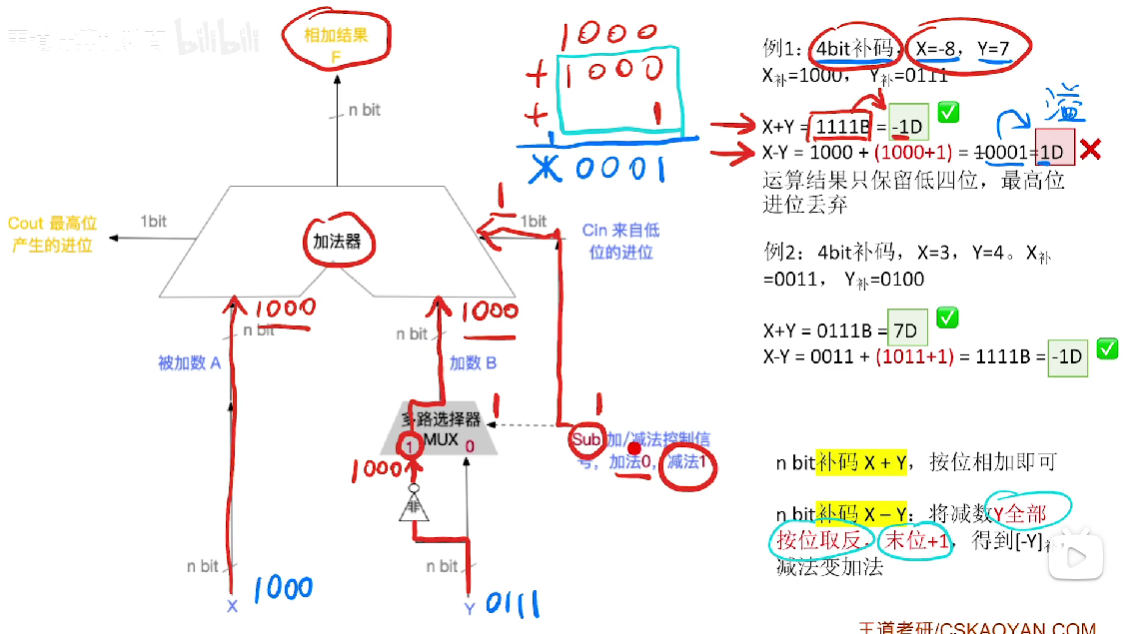 bilibili
相加结果
F
n bit
Cout 最高位
产生的进位
1bit
加法器
1
1bit
Cin 来自低
位的进位
1000
1000
n bit
n bit
被加数 A
加数 B
多路选择器
MUX
1
0
1
1
Sub 加/减法控制信
号，加法0，减法1
1000
非
n bit
n bit
X
1000
Y
0111
1000
+ 1000
+ 1
10001
例1：4bit补码，X=-8，Y=7
X补=1000， Y补=0111
X+Y = 1111B = -1D
溢
X-Y = 1000 + (1000+1) = 10001=1D
运算结果只保留低四位，最高位
进位丢弃
例2：4bit补码，X=3，Y=4。X补
=0011， Y补=0100
X+Y = 0111B = 7D
X-Y = 0011 + (1011+1) = 1111B = -1D
n bit补码 X + Y，按位相加即可
n bit补码 X – Y：将减数Y全部
按位取反，末位+1，得到[-Y]补，
减法变加法
王道考研/CSKAOYAN.COM